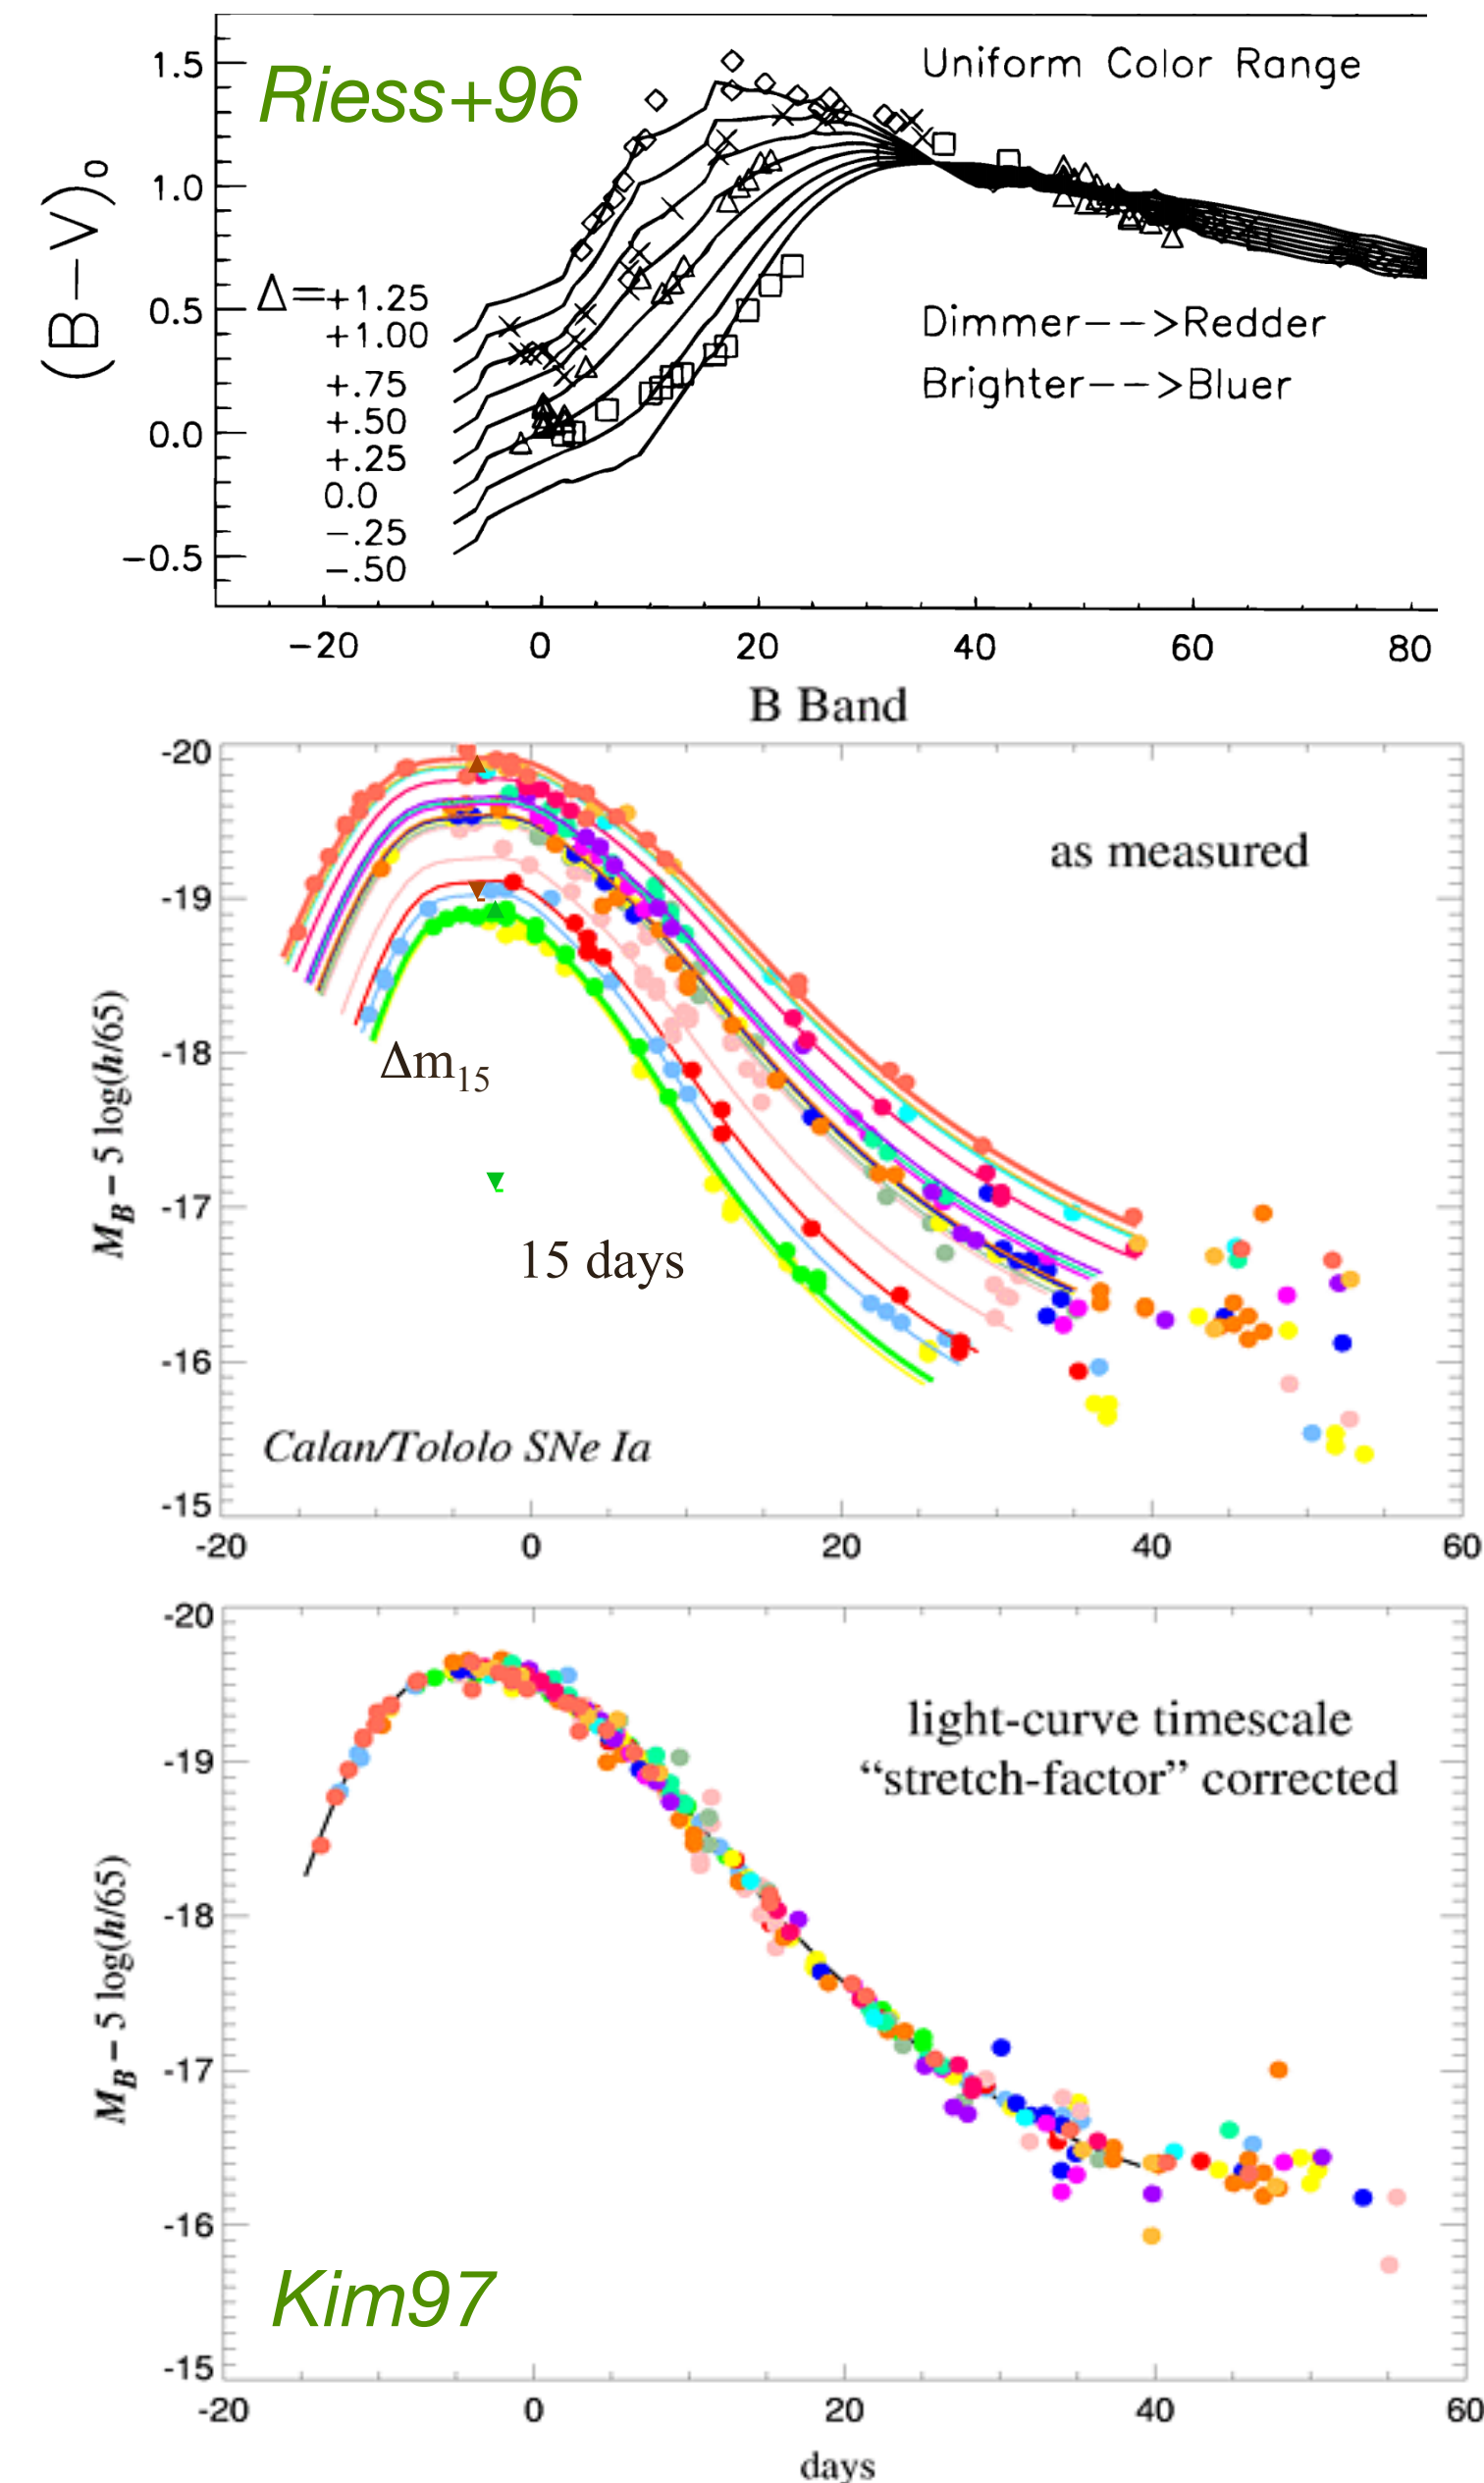 Riess+96
Uniform Color Range
(B−V)₀
1.5
1.0
0.5
0.0
−0.5
Δ=+1.25
+1.00
+.75
+.50
+.25
0.0
−.25
−.50
Dimmer-->Redder
Brighter-->Bluer
−20 0 20 40 60 80
B Band
-20
-19
-18
-17
-16
-15
M_B − 5 log(h/65)
as measured
Δm₁₅
15 days
Calan/Tololo SNe Ia
-20 0 20 40 60
-20
-19
-18
-17
-16
-15
M_B − 5 log(h/65)
light-curve timescale
“stretch-factor” corrected
Kim97
-20 0 20 40 60
days